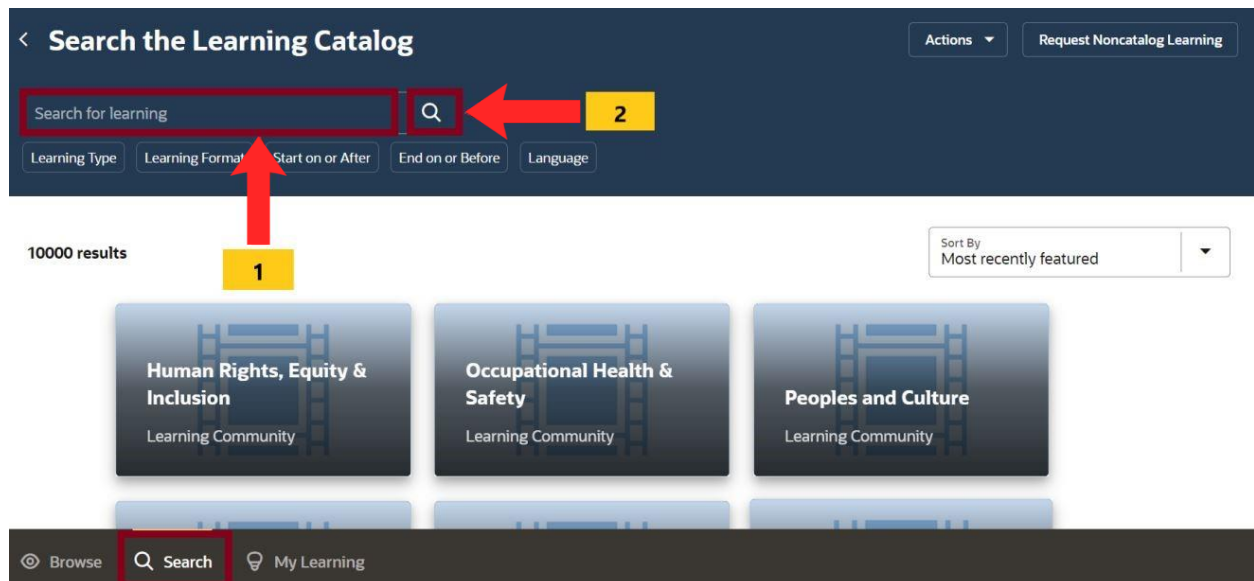 Search the Learning Catalog
Actions
Request Noncatalog Learning
Search for learning
2
Learning Type
Learning Format
Start on or After
End on or Before
Language
10000 results
1
Sort By
Most recently featured
Human Rights, Equity &
Inclusion
Learning Community
Occupational Health &
Safety
Learning Community
Peoples and Culture
Learning Community
Browse
Search
My Learning